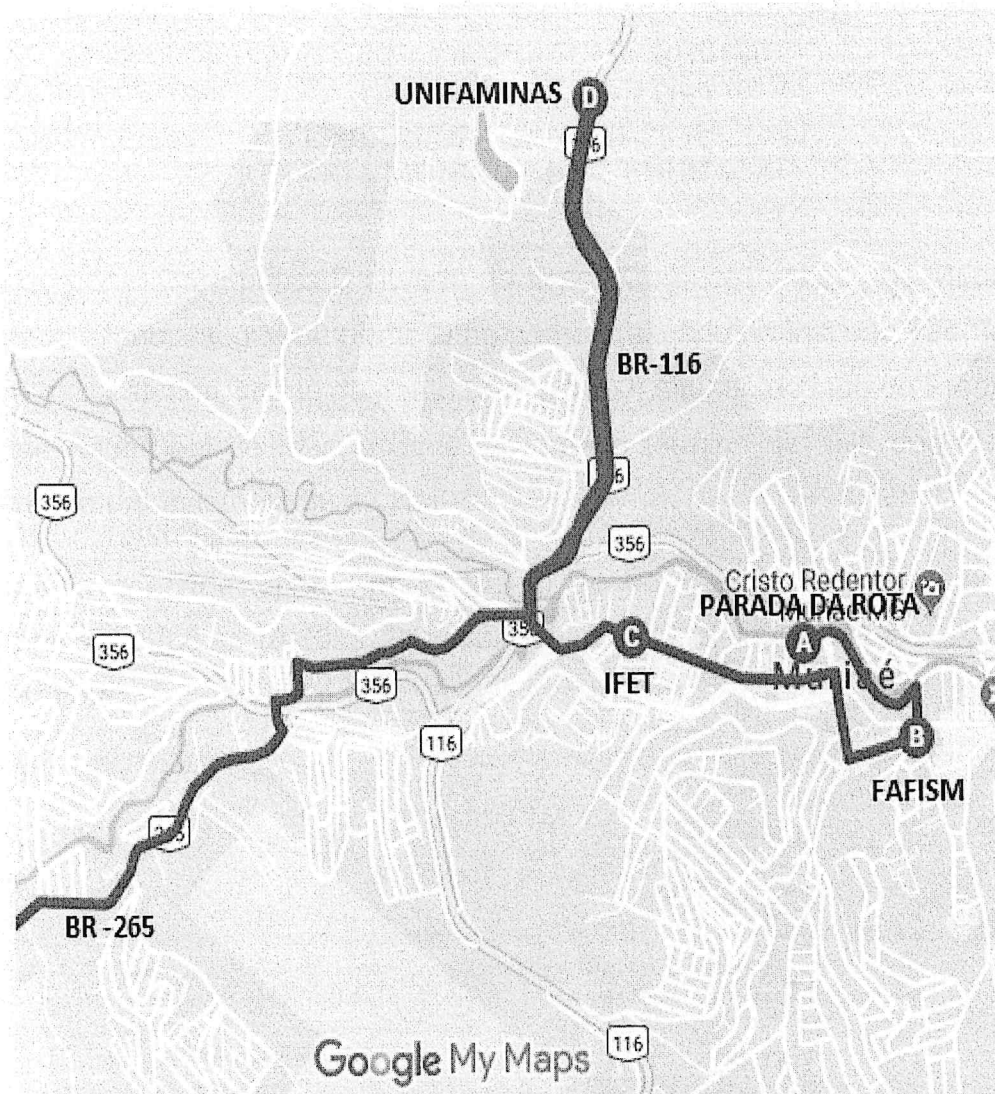 UNIFAMINAS
D
BR-116
356
356
Cristo Redentor
PARADA DA ROTA
C
A
IFET
Muriaé
356
356
116
B
FAFISM
BR -265
Google My Maps
116